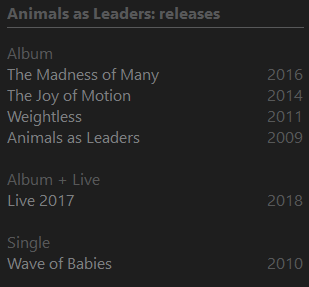 Animals as Leaders: releases
Album
The Madness of Many 2016
The Joy of Motion 2014
Weightless 2011
Animals as Leaders 2009
Album + Live
Live 2017 2018
Single
Wave of Babies 2010